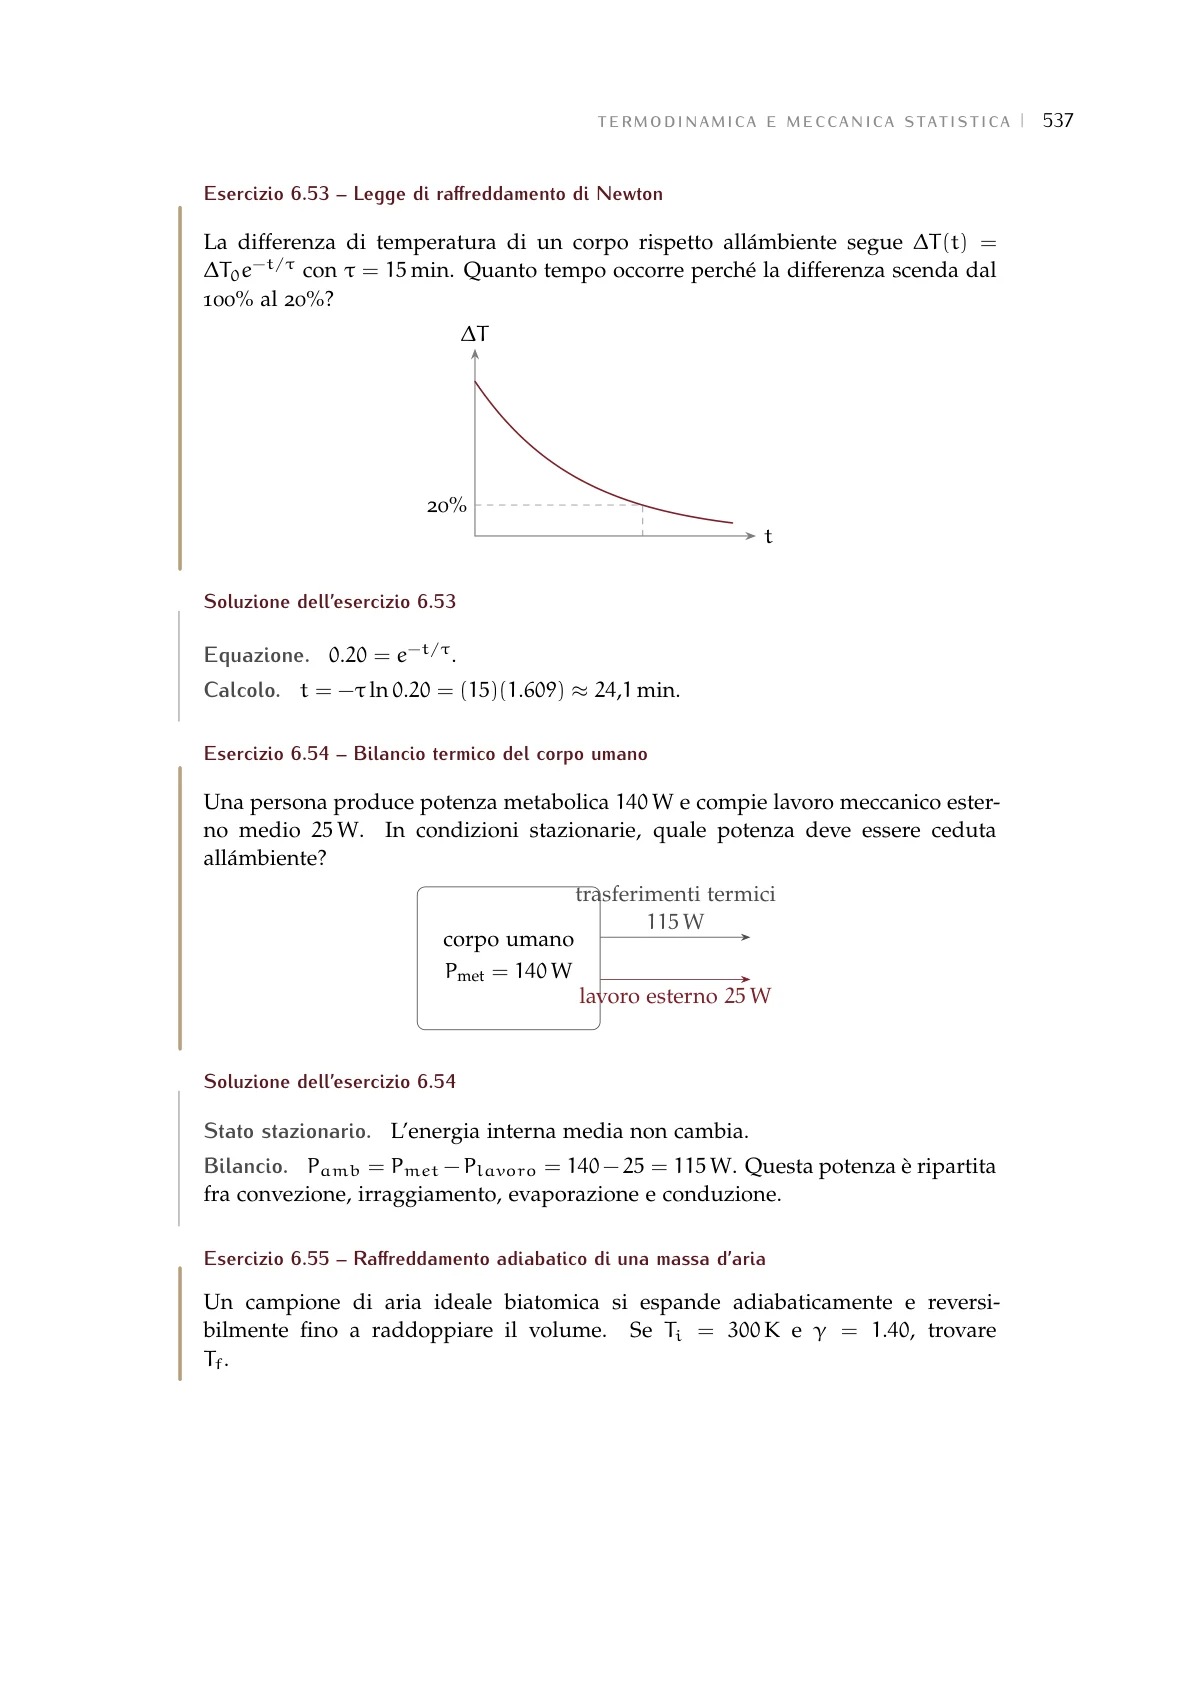 TERMODINAMICA E MECCANICA STATISTICA | 537
Esercizio 6.53 – Legge di raffreddamento di Newton
La differenza di temperatura di un corpo rispetto allámbiente segue ΔT(t) =
ΔT₀e^{−t/τ} con τ = 15 min. Quanto tempo occorre perché la differenza scenda dal
100% al 20%?
ΔT
20%
t
Soluzione dell'esercizio 6.53
Equazione. 0.20 = e^{−t/τ}.
Calcolo. t = −τ ln 0.20 = (15)(1.609) ≈ 24,1 min.
Esercizio 6.54 – Bilancio termico del corpo umano
Una persona produce potenza metabolica 140 W e compie lavoro meccanico ester-
no medio 25 W. In condizioni stazionarie, quale potenza deve essere ceduta
allámbiente?
trasferimenti termici
115 W
corpo umano
P_met = 140 W
lavoro esterno 25 W
Soluzione dell'esercizio 6.54
Stato stazionario. L'energia interna media non cambia.
Bilancio. P_amb = P_met − P_lavoro = 140 − 25 = 115 W. Questa potenza è ripartita
fra convezione, irraggiamento, evaporazione e conduzione.
Esercizio 6.55 – Raffreddamento adiabatico di una massa d'aria
Un campione di aria ideale biatomica si espande adiabaticamente e reversi-
bilmente fino a raddoppiare il volume. Se T_i = 300 K e γ = 1.40, trovare
T_f.